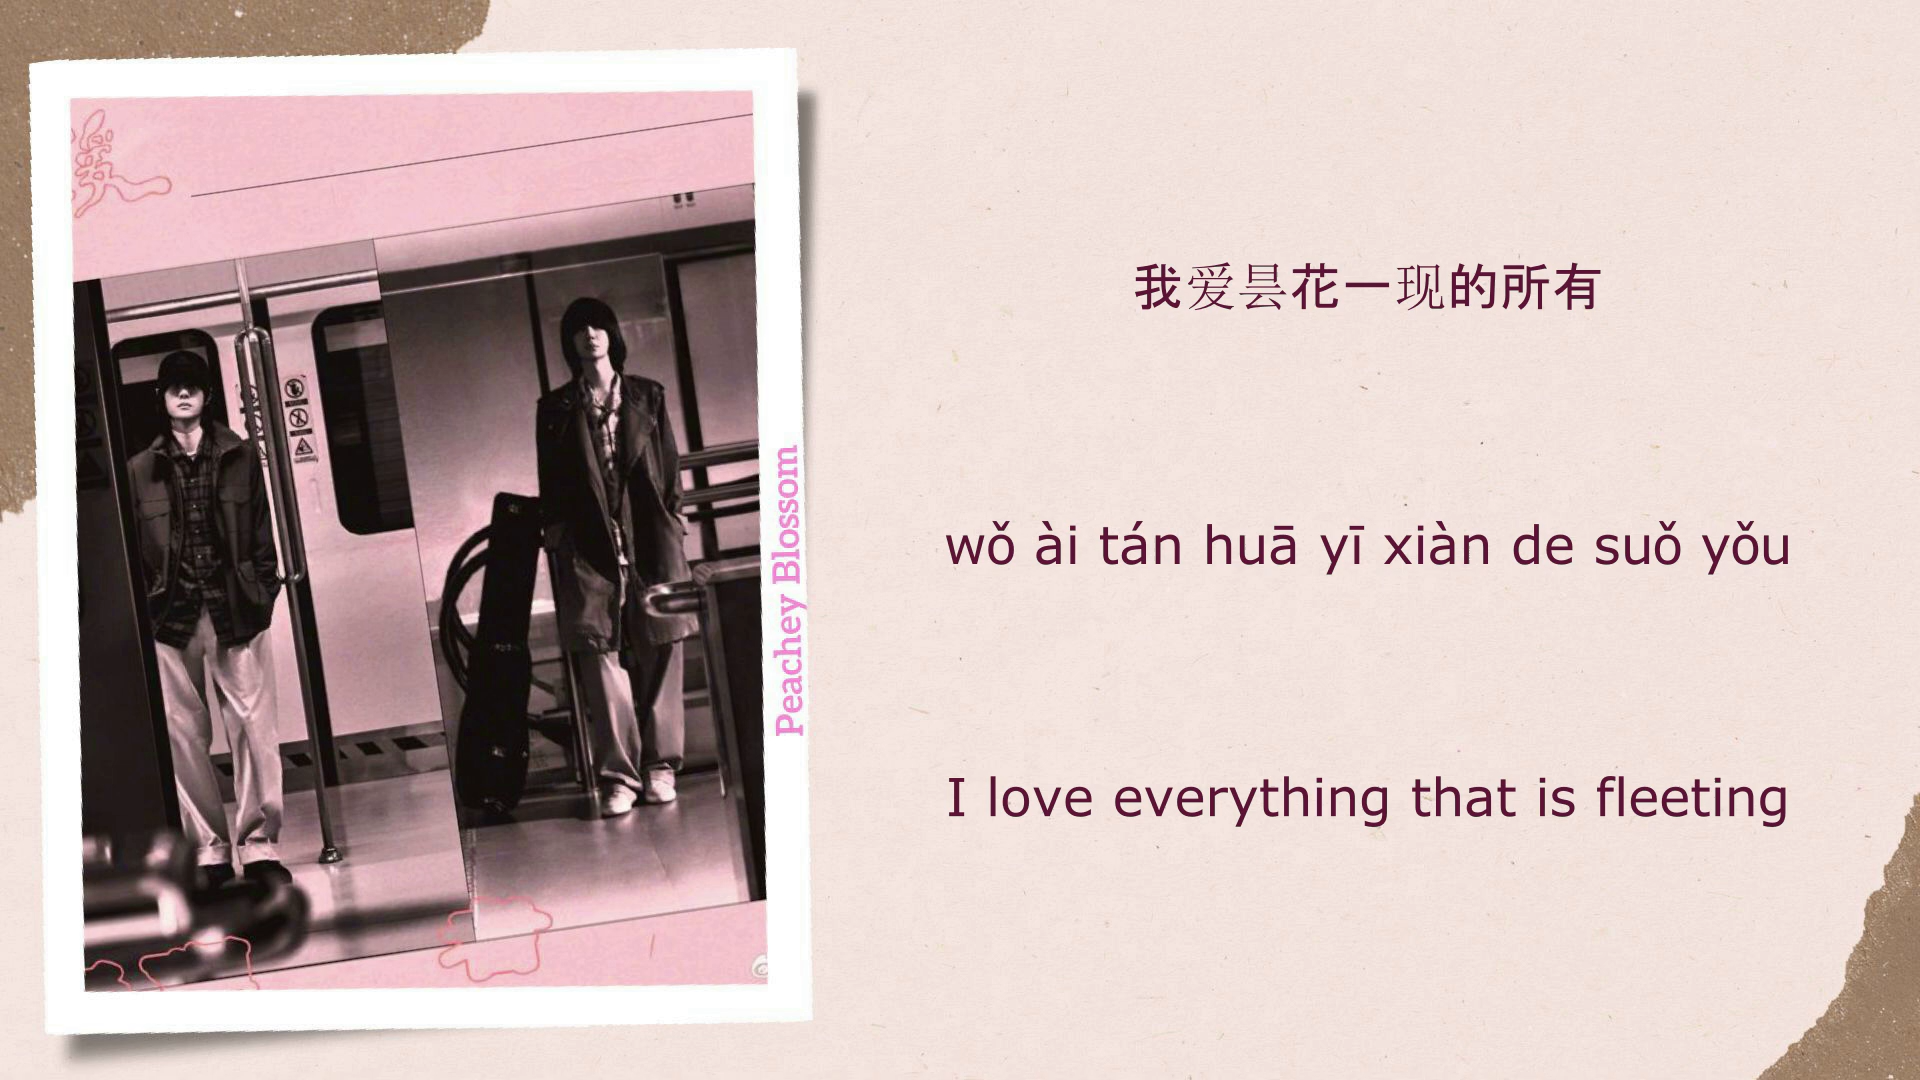 我爱昙花一现的所有
wǒ ài tán huā yī xiàn de suǒ yǒu
I love everything that is fleeting
Peachey Blossom